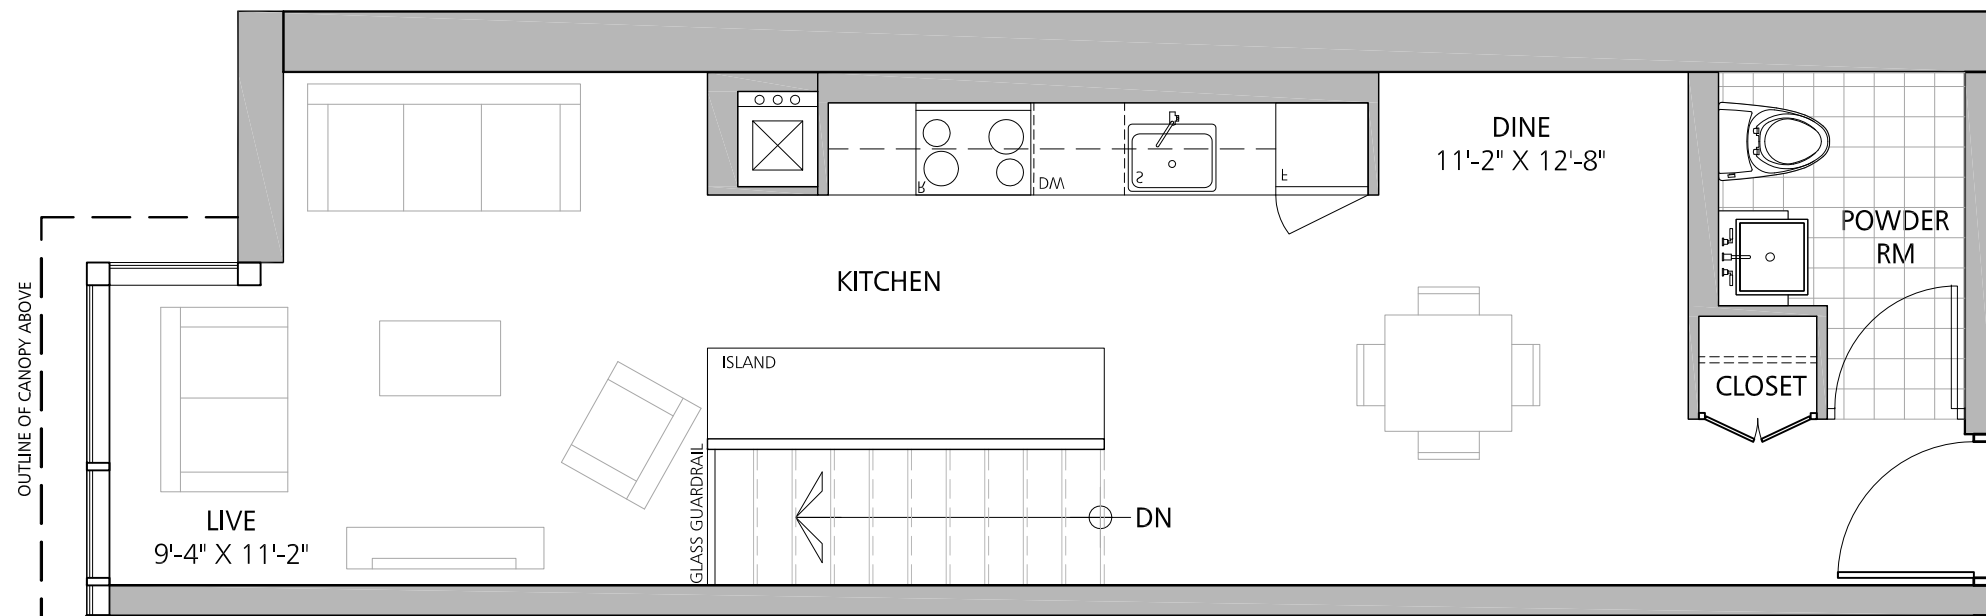 DINE
11'-2" X 12'-8"
POWDER
RM
R
DW
S
F
KITCHEN
OUTLINE OF CANOPY ABOVE
ISLAND
CLOSET
GLASS GUARDRAIL
LIVE
9'-4" X 11'-2"
DN